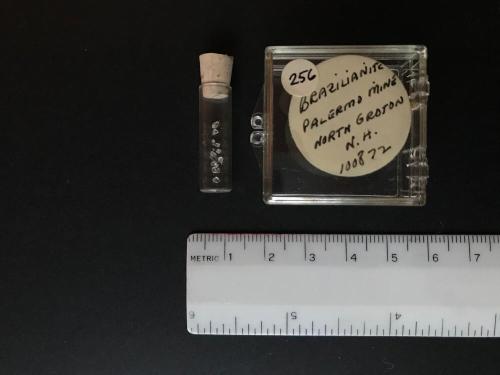 256
BRAZILIANITE
PALERMO MINE
NORTH GROTON
N.H.
100872
METRIC 1 2 3 4 5 6 7
6 5 4